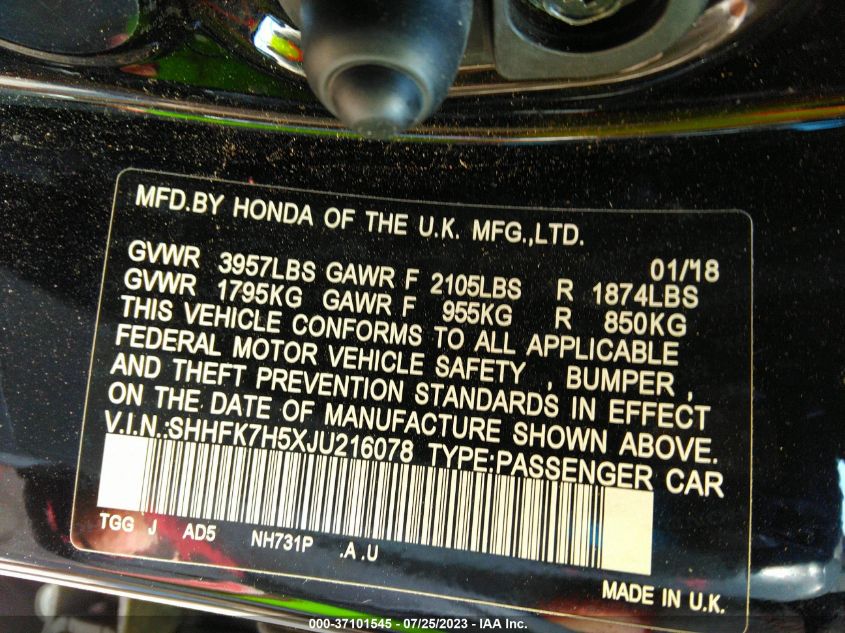 MFD.BY HONDA OF THE U.K. MFG.,LTD.
01/18
GVWR 3957LBS GAWR F 2105LBS R 1874LBS
GVWR 1795KG GAWR F 955KG R 850KG
THIS VEHICLE CONFORMS TO ALL APPLICABLE
FEDERAL MOTOR VEHICLE SAFETY , BUMPER ,
AND THEFT PREVENTION STANDARDS IN EFFECT
ON THE DATE OF MANUFACTURE SHOWN ABOVE.
V.I.N.:SHHFK7H5XJU216078 TYPE:PASSENGER CAR
TGG J AD5 NH731P .A .U
MADE IN U.K.
000-37101545 - 07/25/2023 - © IAA Inc.